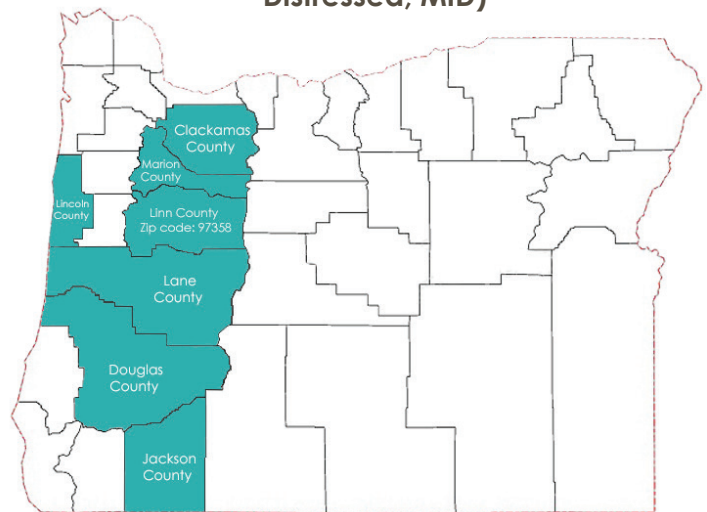 Distressed, MID)
Clackamas
County
Marion
County
Lincoln
County
Linn County
Zip code: 97358
Lane
County
Douglas
County
Jackson
County